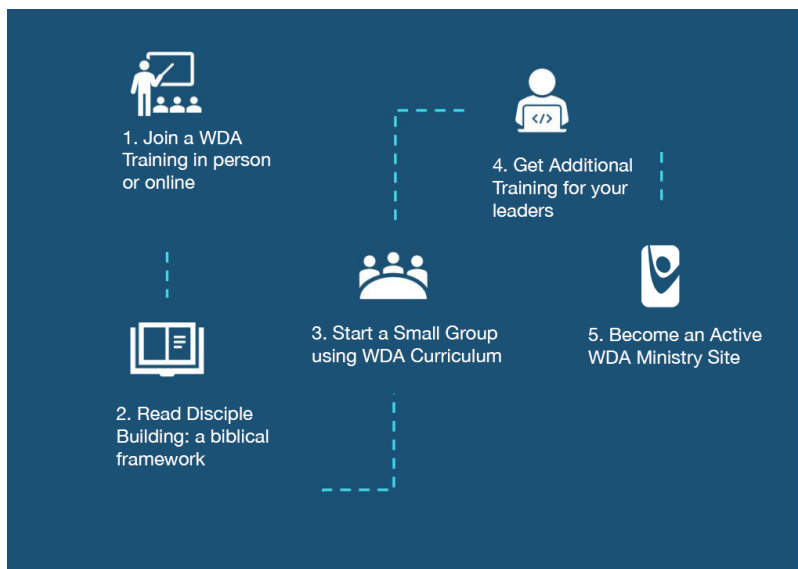 1. Join a WDA
Training in person
or online
2. Read Disciple
Building: a biblical
framework
3. Start a Small Group
using WDA Curriculum
</>
4. Get Additional
Training for your
leaders
5. Become an Active
WDA Ministry Site